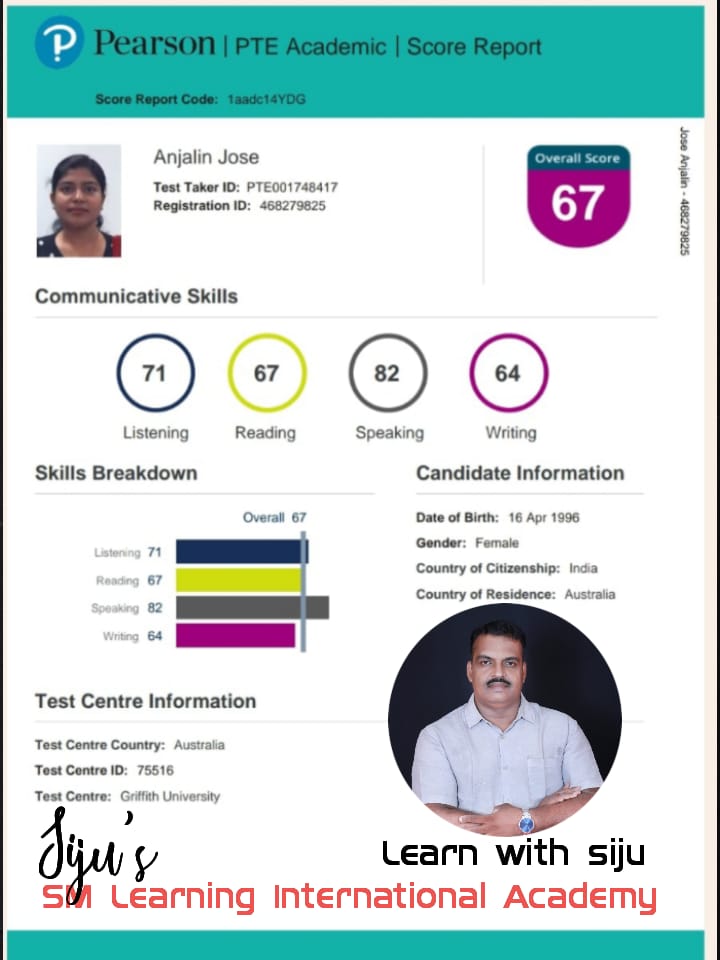 Pearson | PTE Academic | Score Report
Score Report Code: 1aadc14YDG
Anjalin Jose
Test Taker ID: PTE001748417
Registration ID: 468279825
Overall Score
67
Jose Anjalin - 468279825
Communicative Skills
71 67 82 64
Listening Reading Speaking Writing
Skills Breakdown
Overall 67
Listening 71
Reading 67
Speaking 82
Writing 64
Candidate Information
Date of Birth: 16 Apr 1996
Gender: Female
Country of Citizenship: India
Country of Residence: Australia
Test Centre Information
Test Centre Country: Australia
Test Centre ID: 75516
Test Centre: Griffith University
Siju's
Learn with siju
SM Learning International Academy